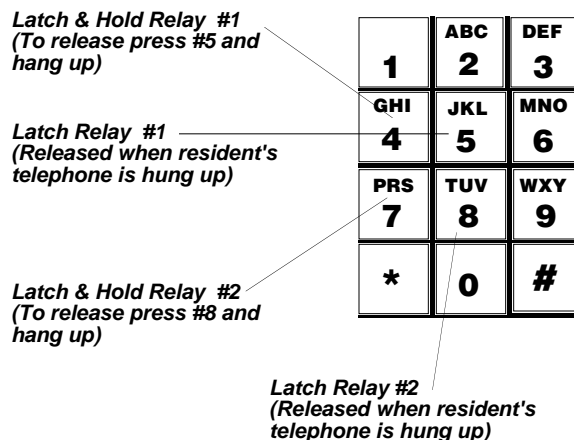 Latch & Hold Relay #1
(To release press #5 and
hang up)
Latch Relay #1
(Released when resident's
telephone is hung up)
Latch & Hold Relay #2
(To release press #8 and
hang up)
Latch Relay #2
(Released when resident's
telephone is hung up)
ABC DEF
1 2 3
GHI JKL MNO
4 5 6
PRS TUV WXY
7 8 9
* 0 #